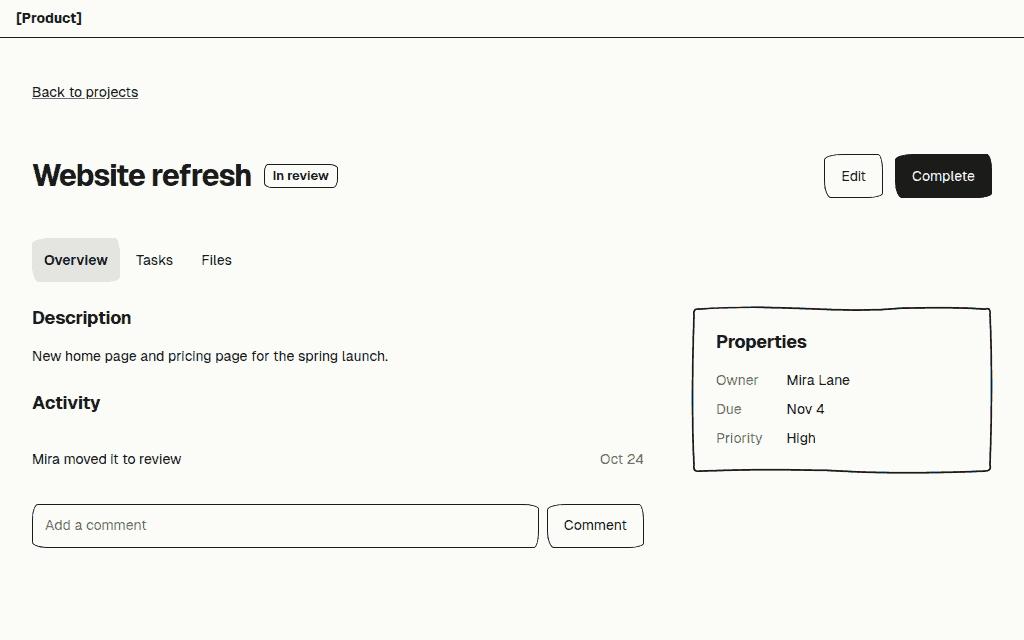 [Product]
Back to projects
Website refresh
In review
Edit
Complete
Overview
Tasks
Files
Description
New home page and pricing page for the spring launch.
Activity
Mira moved it to review
Oct 24
Add a comment
Comment
Properties
Owner Mira Lane
Due Nov 4
Priority High